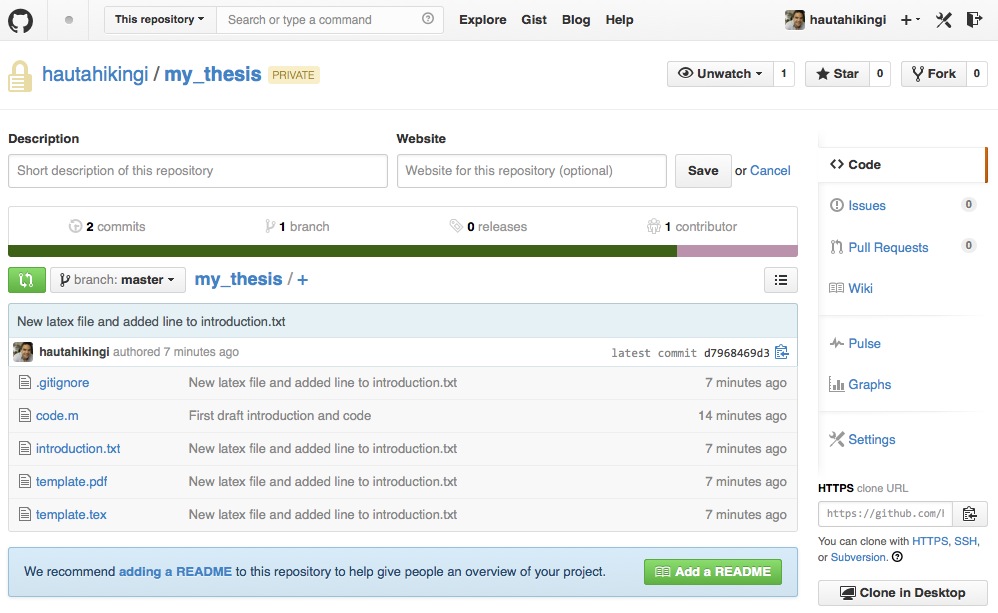 This repository Search or type a command Explore Gist Blog Help hautahikingi
hautahikingi / my_thesis PRIVATE Unwatch 1 Star 0 Fork 0
Description Website
Short description of this repository Website for this repository (optional) Save or Cancel
2 commits 1 branch 0 releases 1 contributor
branch: master my_thesis / +
New latex file and added line to introduction.txt
hautahikingi authored 7 minutes ago latest commit d7968469d3
.gitignore New latex file and added line to introduction.txt 7 minutes ago
code.m First draft introduction and code 14 minutes ago
introduction.txt New latex file and added line to introduction.txt 7 minutes ago
template.pdf New latex file and added line to introduction.txt 7 minutes ago
template.tex New latex file and added line to introduction.txt 7 minutes ago
We recommend adding a README to this repository to help give people an overview of your project. Add a README
Code
Issues 0
Pull Requests 0
Wiki
Pulse
Graphs
Settings
HTTPS clone URL
https://github.com/
You can clone with HTTPS, SSH,
or Subversion.
Clone in Desktop